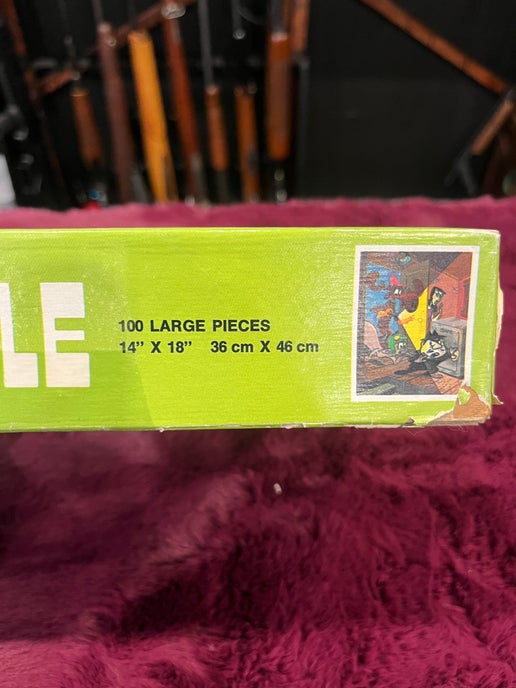 LE
100 LARGE PIECES
14” X 18” 36 cm X 46 cm